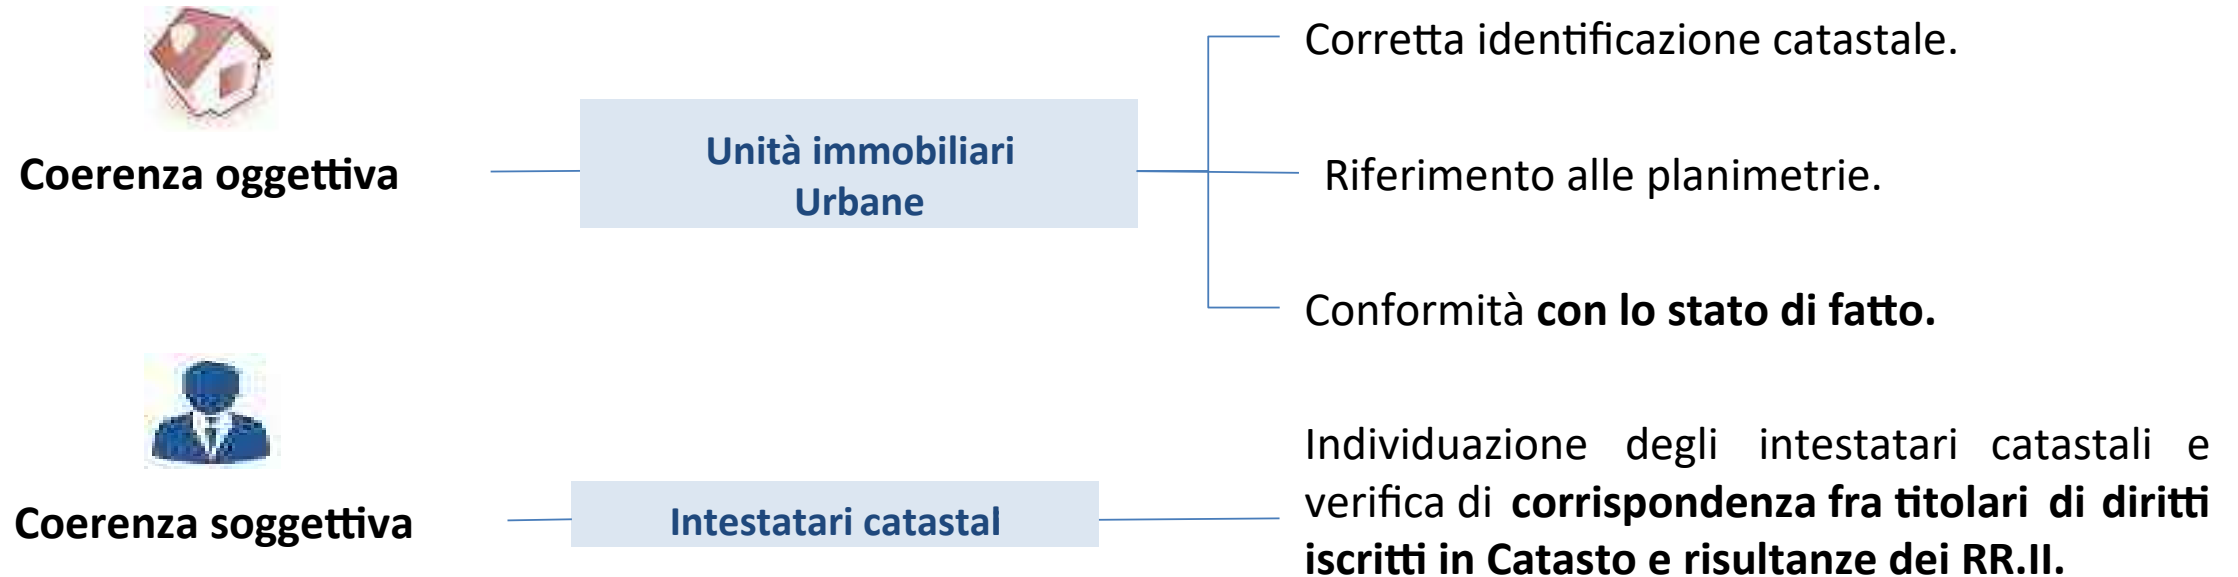 Corretta identificazione catastale.
Coerenza oggettiva
Unità immobiliari
Urbane
Riferimento alle planimetrie.
Conformità con lo stato di fatto.
Coerenza soggettiva
Intestatari catastal
Individuazione degli intestatari catastali e
verifica di corrispondenza fra titolari di diritti
iscritti in Catasto e risultanze dei RR.II.